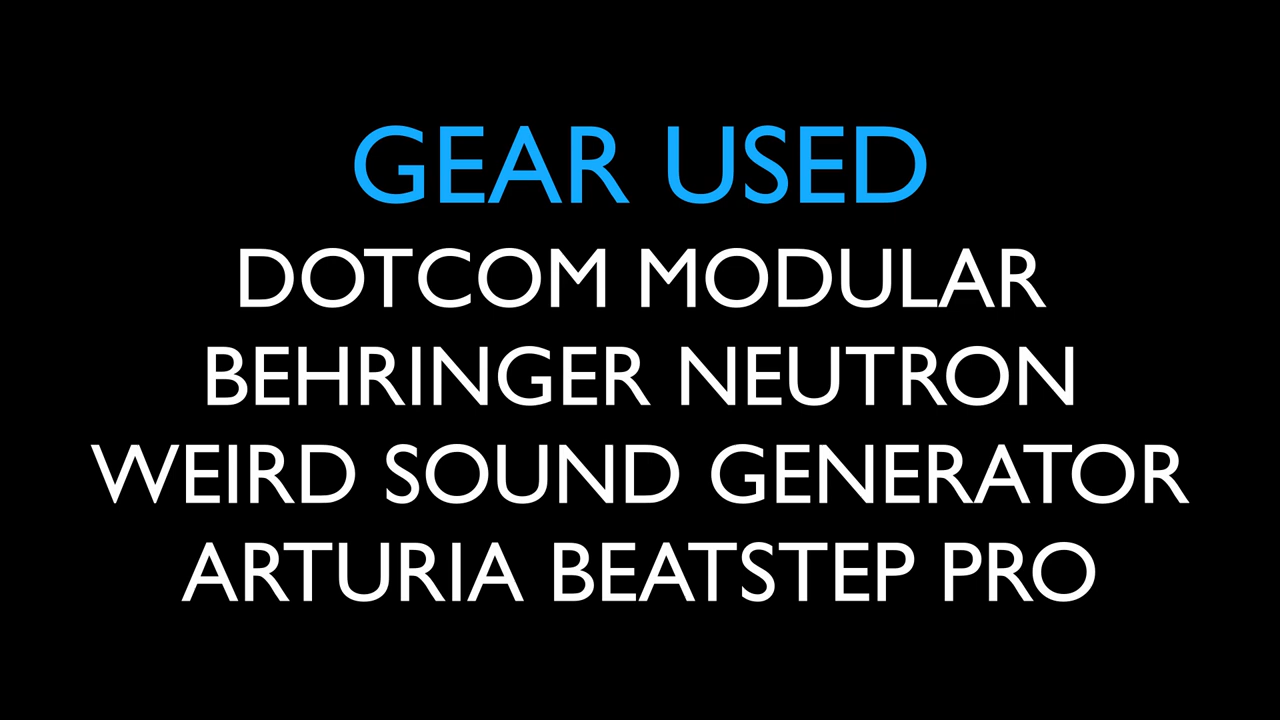 GEAR USED
DOTCOM MODULAR
BEHRINGER NEUTRON
WEIRD SOUND GENERATOR
ARTURIA BEATSTEP PRO